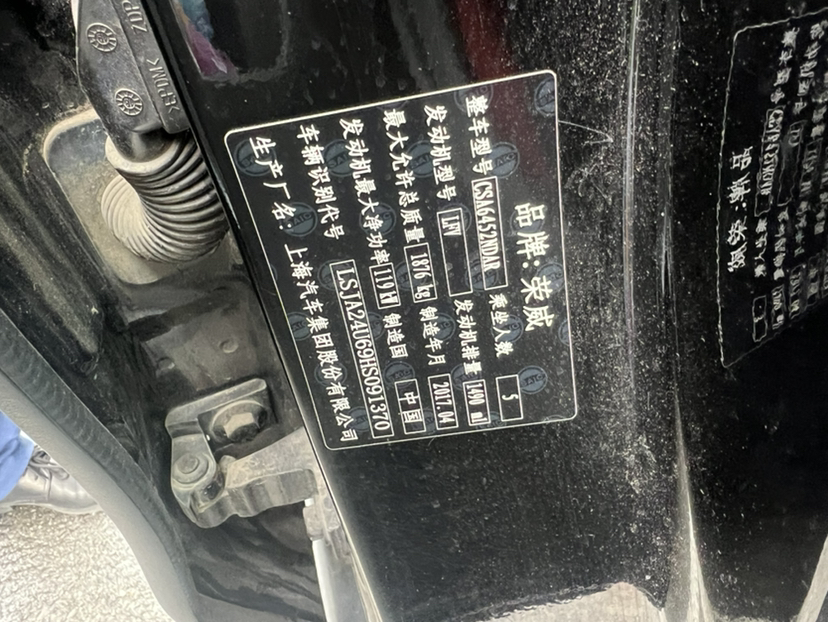 品牌: 荣威
整车型号 CSA6452NDAR 乘坐人数 5
发动机型号 LFV 发动机排量 1490 ml
最大允许总质量 1876 kg 制造年月 2017.04
发动机最大净功率 119 kW 制造国 中国
车辆识别代号 LSJA24U69HS091370
生产厂名: 上海汽车集团股份有限公司
>EPDM<